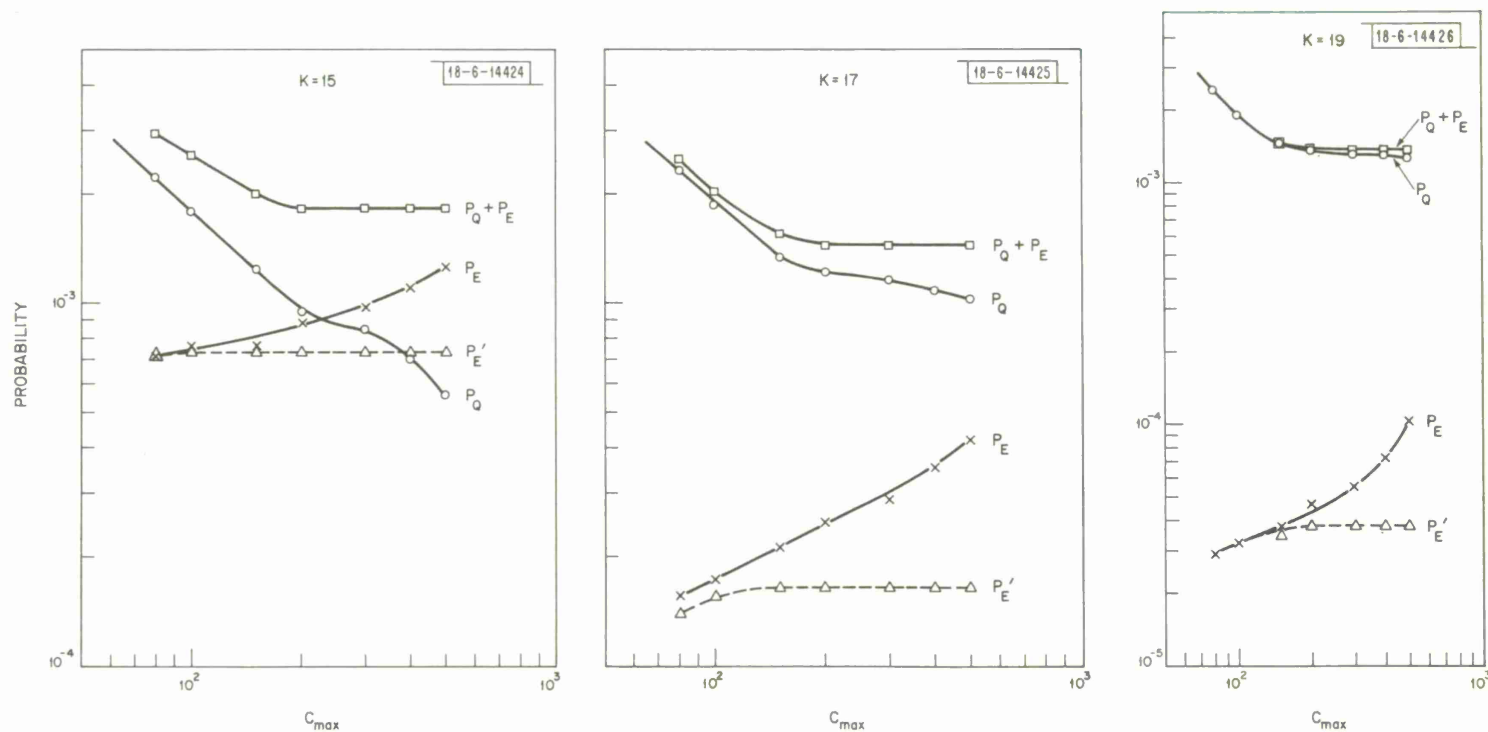 K=15
18-6-14424
P_Q + P_E
P_E
P_E'
P_Q
PROBABILITY
10^-3
10^-4
10^2
10^3
C_max
K = 17
18-6-14425
P_Q + P_E
P_Q
P_E
P_E'
10^2
10^3
C_max
K = 19
18-6-14426
P_Q + P_E
P_Q
P_E
P_E'
10^-3
10^-4
10^-5
10^2
10^3
C_max